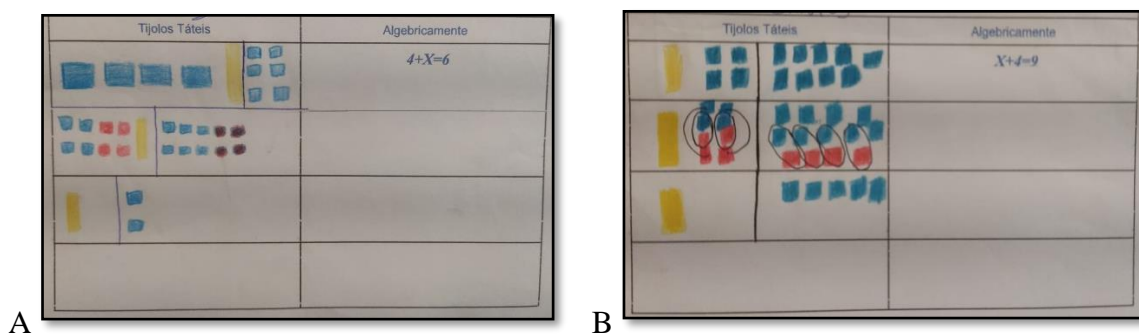 Tijolos Táteis Algebricamente
4+X=6
A
Tijolos Táteis Algebricamente
X+4=9
B